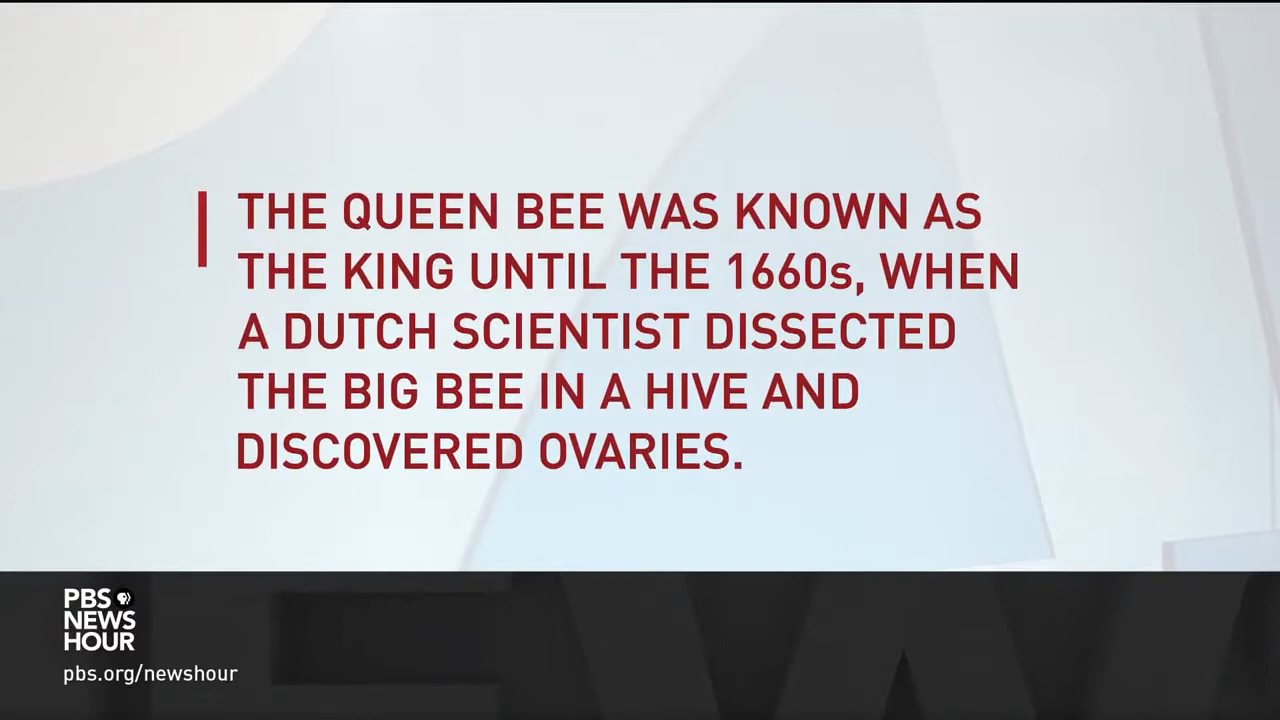 THE QUEEN BEE WAS KNOWN AS
THE KING UNTIL THE 1660s, WHEN
A DUTCH SCIENTIST DISSECTED
THE BIG BEE IN A HIVE AND
DISCOVERED OVARIES.
PBS
NEWS
HOUR
pbs.org/newshour